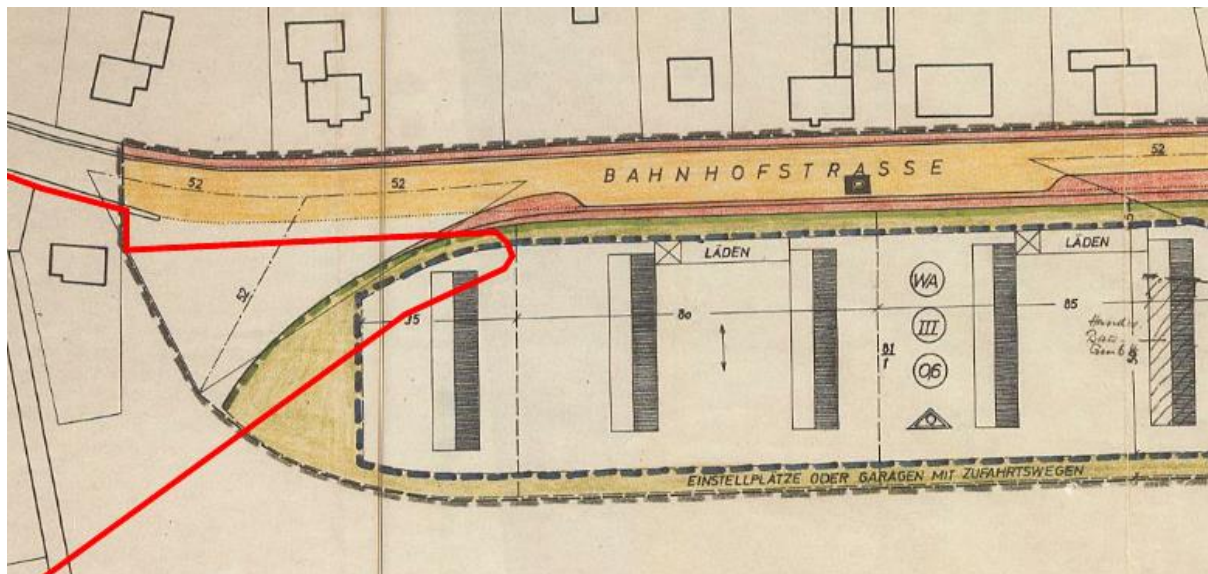 52
52
BAHNHOFSTRASSE
P
52
52
LÄDEN
LÄDEN
WA
35
80
85
III
81/1
0,6
EINSTELLPLÄTZE ODER GARAGEN MIT ZUFAHRTSWEGEN